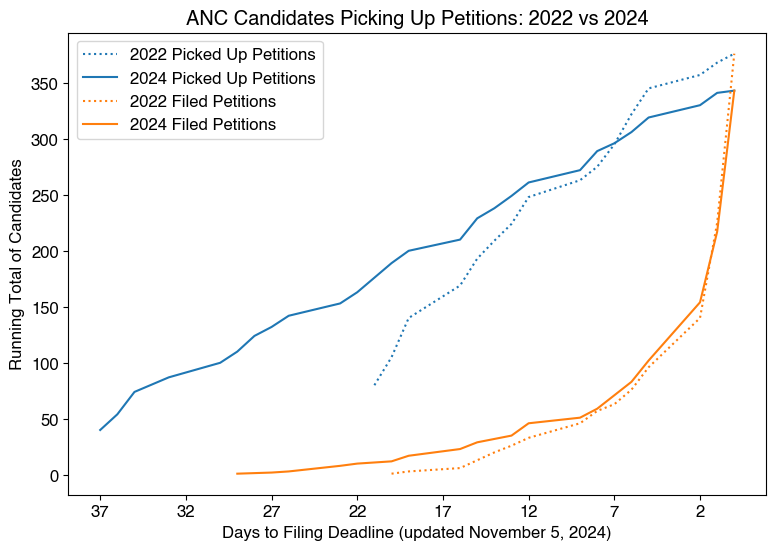 ANC Candidates Picking Up Petitions: 2022 vs 2024
2022 Picked Up Petitions
2024 Picked Up Petitions
2022 Filed Petitions
2024 Filed Petitions
Running Total of Candidates
350
300
250
200
150
100
50
0
37 32 27 22 17 12 7 2
Days to Filing Deadline (updated November 5, 2024)